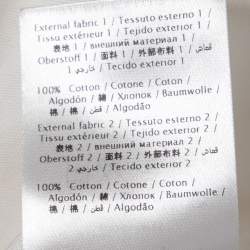 External fabric 1 / Tessuto esterno 1 /
Tissu extérieur 1 / Tejido exterior 1 /
表地 1 / внешний материал 1 /
Oberstoff 1 / 面料 1 / 外部布料 1 /
قماش خارجي 1 / Tecido exterior 1
100% Cotton / Cotone / Coton /
Algodón / 綿 / Хлопок / Baumwolle /
棉 / 棉 / قطن / Algodão
External fabric 2 / Tessuto esterno 2 /
Tissu extérieur 2 / Tejido exterior 2 /
表地 2 / внешний материал 2 /
Oberstoff 2 / 面料 2 / 外部布料 2 /
قماش خارجي 2 / Tecido exterior 2
100% Cotton / Cotone / Coton /
Algodón / 綿 / Хлопок / Baumwolle /
棉 / 棉 / قطن / Algodão